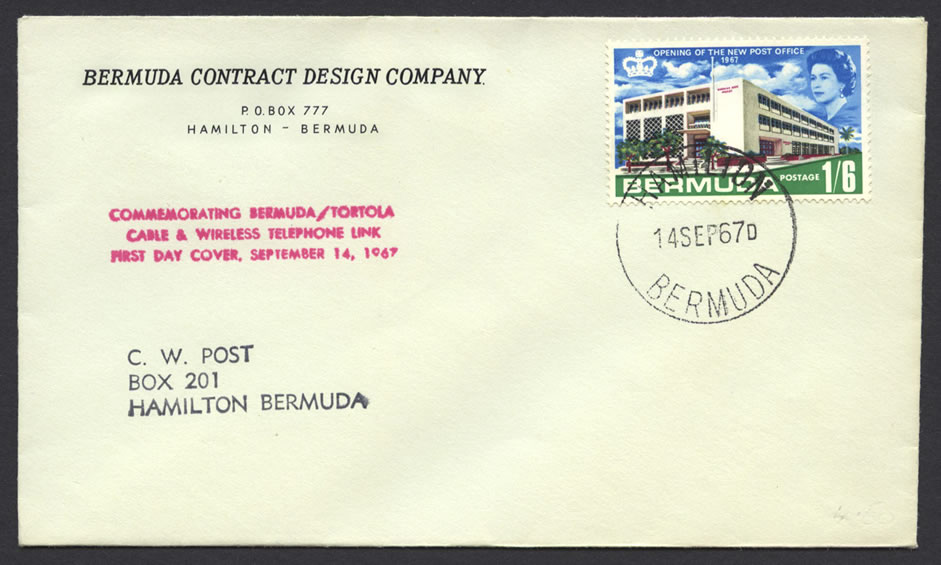 BERMUDA CONTRACT DESIGN COMPANY.
P.O.BOX 777
HAMILTON – BERMUDA
OPENING OF THE NEW POST OFFICE
1967
BERMUDA POSTAGE 1/6
HAMILTON
14SEP67D
BERMUDA
COMMEMORATING BERMUDA/TORTOLA
CABLE & WIRELESS TELEPHONE LINK
FIRST DAY COVER, SEPTEMBER 14, 1967
C. W. POST
BOX 201
HAMILTON BERMUDA